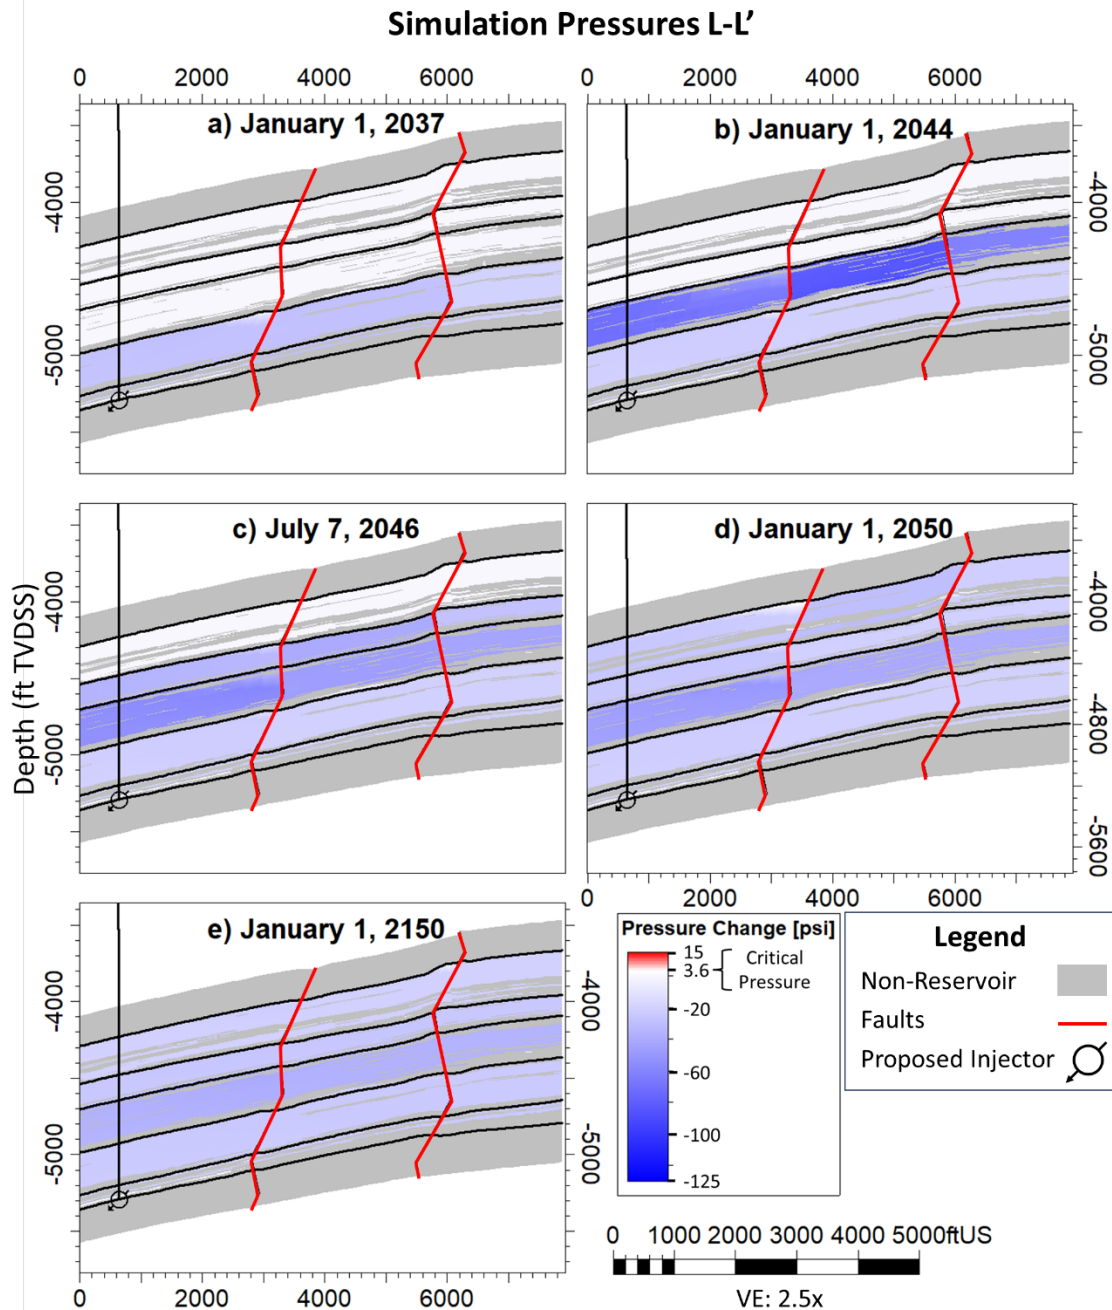 Simulation Pressures L-L'
0 2000 4000 6000
0 2000 4000 6000
a) January 1, 2037
b) January 1, 2044
-4000
-5000
-4000
-5000
c) July 7, 2046
d) January 1, 2050
Depth (ft TVDSS)
-4000
-5000
-4000
-4800
-5600
0 2000 4000 6000
e) January 1, 2150
-4000
-5000
-4000
-5000
0 2000 4000 6000
Pressure Change [psi]
15
3.6
-20
-60
-100
-125
Critical
Pressure
Legend
Non-Reservoir
Faults
Proposed Injector
0 1000 2000 3000 4000 5000ftUS
VE: 2.5x